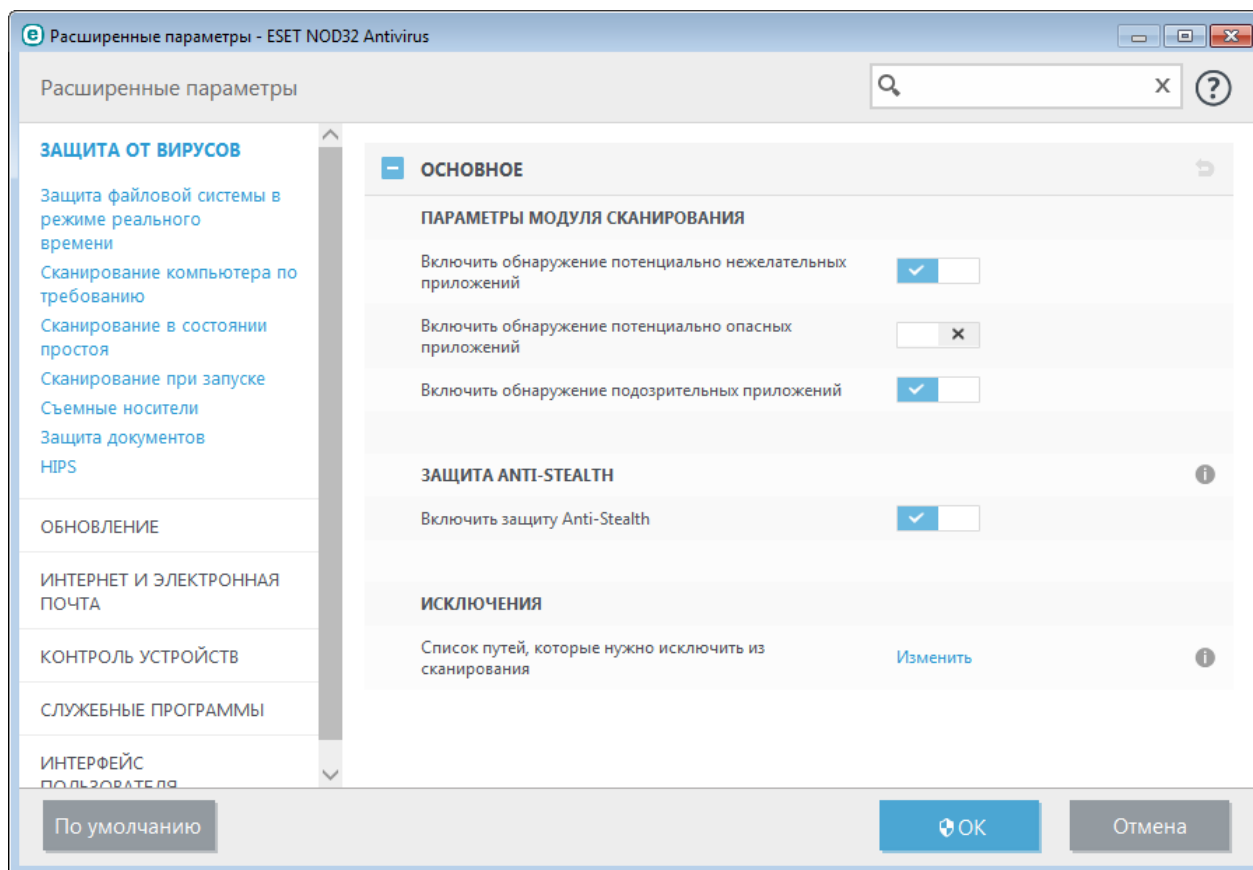 Расширенные параметры - ESET NOD32 Antivirus
Расширенные параметры
ЗАЩИТА ОТ ВИРУСОВ
Защита файловой системы в
режиме реального
времени
Сканирование компьютера по
требованию
Сканирование в состоянии
простоя
Сканирование при запуске
Съемные носители
Защита документов
HIPS
ОБНОВЛЕНИЕ
ИНТЕРНЕТ И ЭЛЕКТРОННАЯ
ПОЧТА
КОНТРОЛЬ УСТРОЙСТВ
СЛУЖЕБНЫЕ ПРОГРАММЫ
ИНТЕРФЕЙС
ПОЛЬЗОВАТЕЛЯ
ОСНОВНОЕ
ПАРАМЕТРЫ МОДУЛЯ СКАНИРОВАНИЯ
Включить обнаружение потенциально нежелательных
приложений
Включить обнаружение потенциально опасных
приложений
Включить обнаружение подозрительных приложений
ЗАЩИТА ANTI-STEALTH
Включить защиту Anti-Stealth
ИСКЛЮЧЕНИЯ
Список путей, которые нужно исключить из
сканирования
Изменить
По умолчанию
OK
Отмена